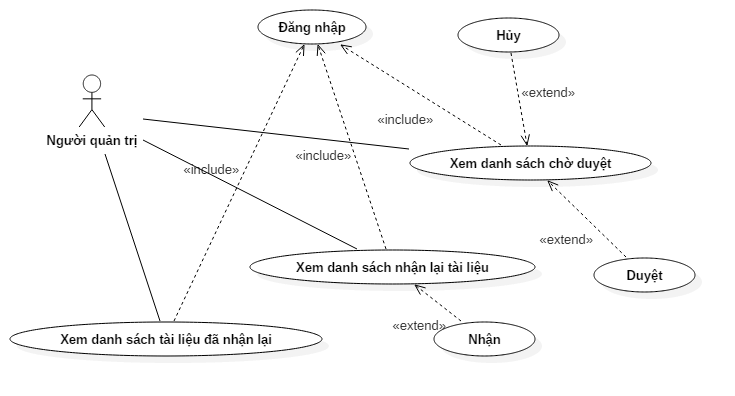 Đăng nhập
Hủy
«extend»
«include»
Người quản trị
«include»
Xem danh sách chờ duyệt
«include»
«extend»
Xem danh sách nhận lại tài liệu
Duyệt
«extend»
Xem danh sách tài liệu đã nhận lại
Nhận